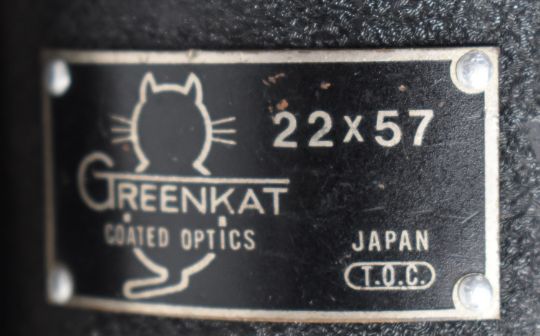 22x57
GREENKAT
COATED OPTICS
JAPAN
T.O.C.